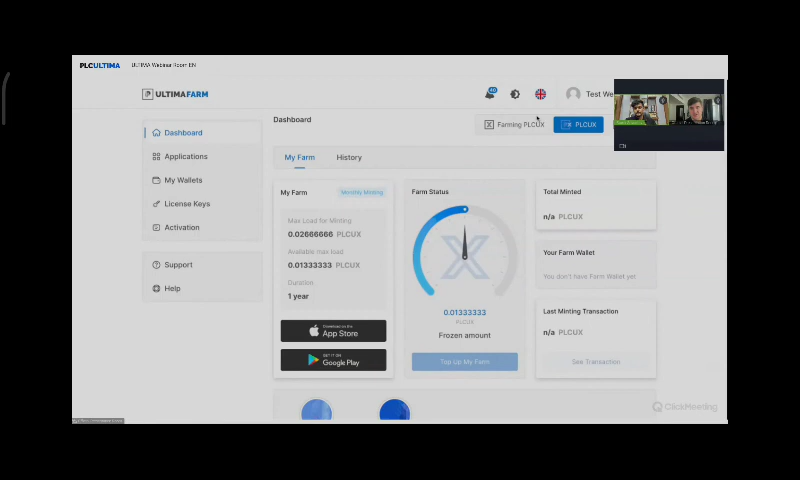 PLCULTIMA ULTIMA Webinar Room EN
ULTIMAFARM
Test We
Dashboard
Farming PLCUX
PLCUX
Dashboard
Applications
My Wallets
License Keys
Activation
Support
Help
My Farm
History
My Farm
Monthly Minting
Max Load for Minting
0.02666666 PLCUX
Available max load
0.01333333 PLCUX
Duration
1 year
Download on the
App Store
GET IT ON
Google Play
Farm Status
0.01333333
PLCUX
Frozen amount
Top Up My Farm
Total Minted
n/a PLCUX
Your Farm Wallet
You don't have Farm Wallet yet
Last Minting Transaction
n/a PLCUX
See Transaction
ClickMeeting